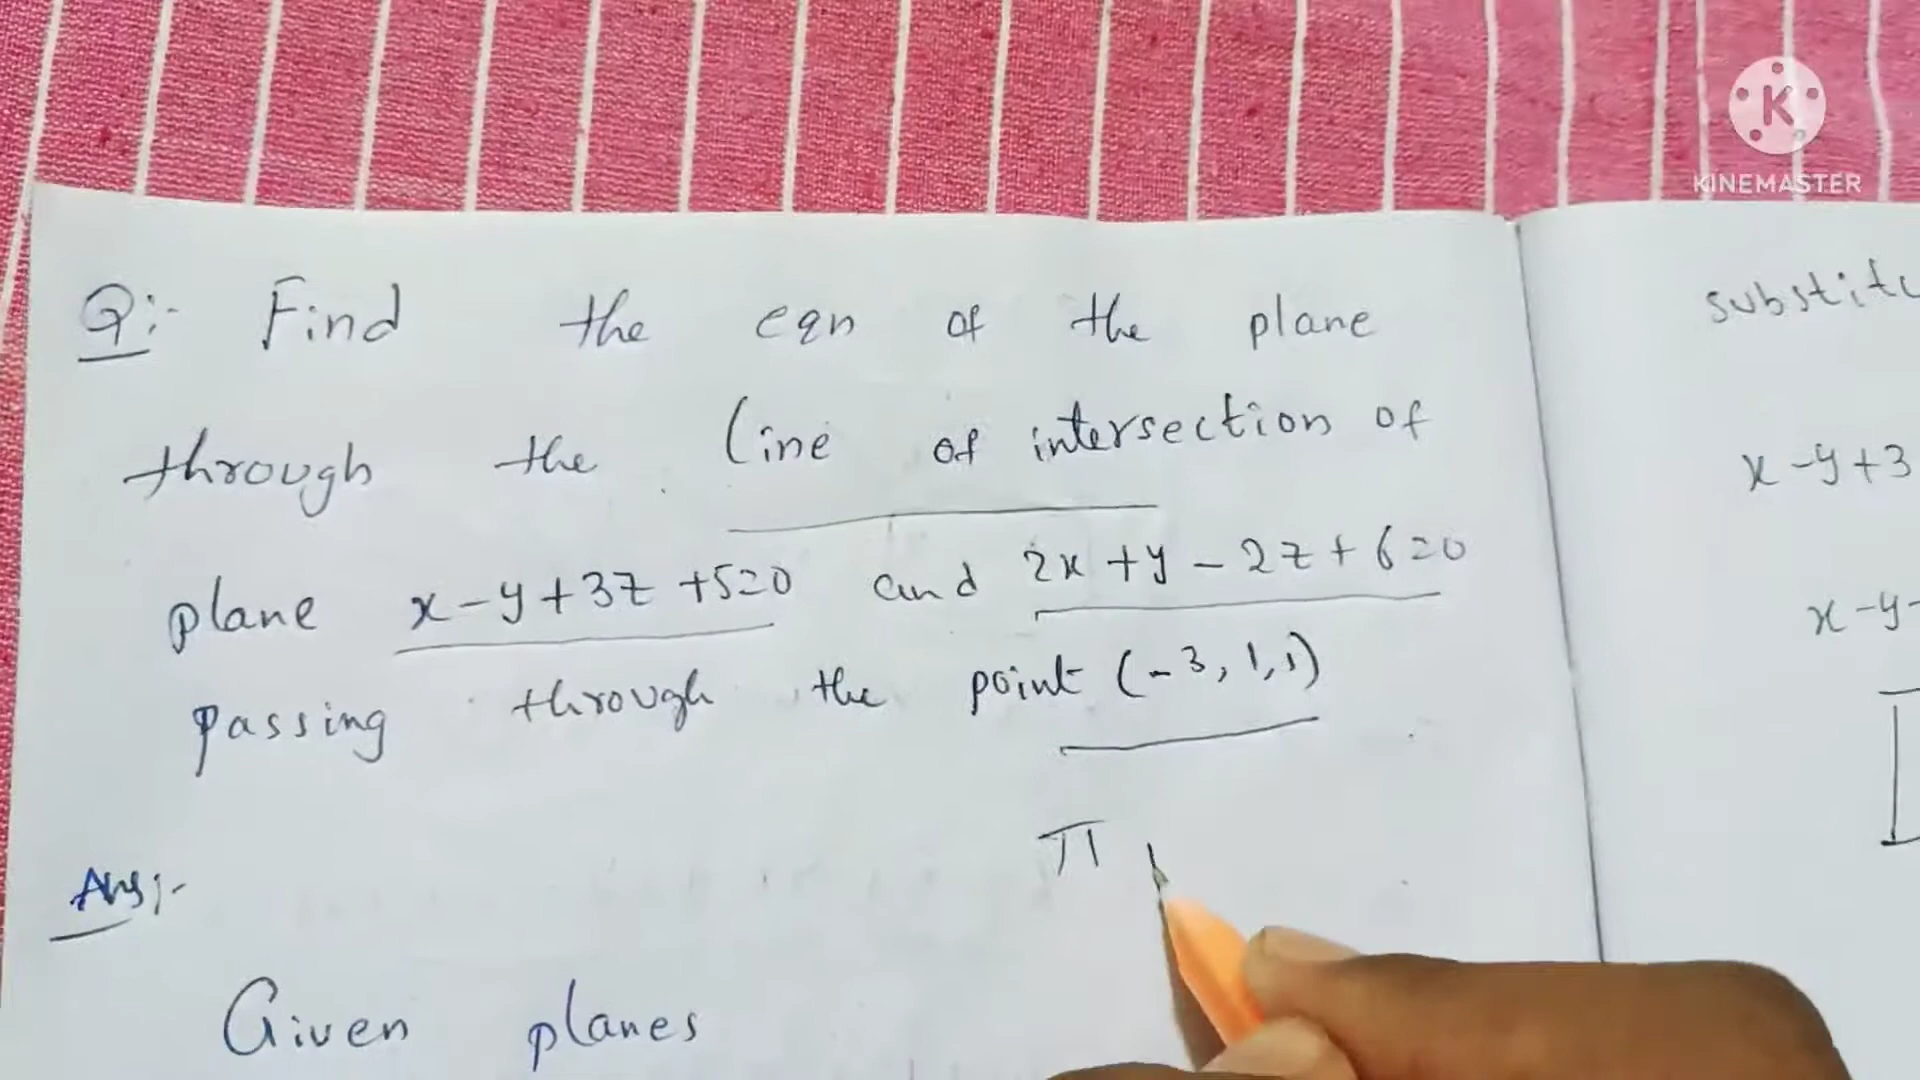 KINEMASTER
Q:- Find the eqn of the plane
through the line of intersection of
plane x-y+3z+5=0 and 2x+y-2z+6=0
passing through the point (-3,1,1)
π
Ans:-
Given planes
x-y+3
x-y-